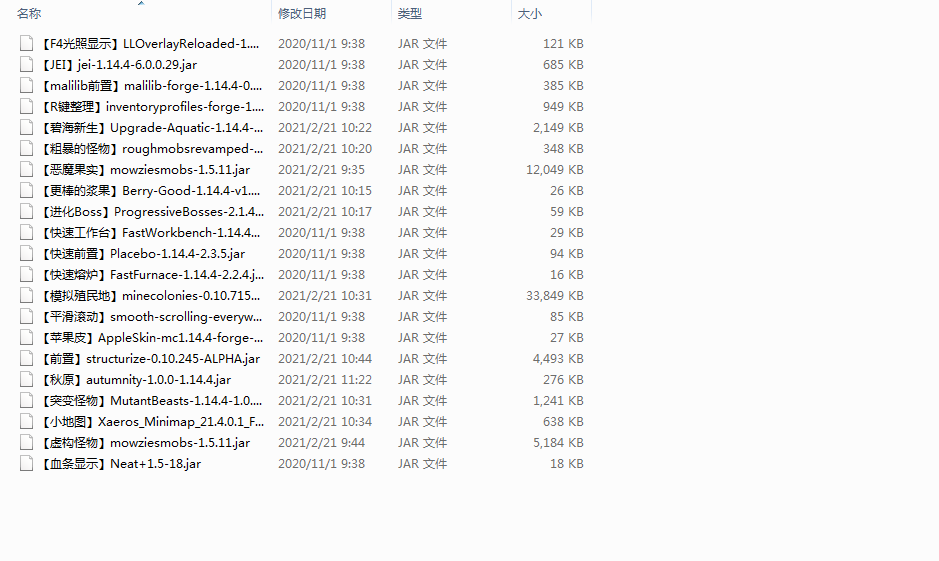 名称 修改日期 类型 大小
【F4光照显示】LLOverlayReloaded-1.... 2020/11/1 9:38 JAR 文件 121 KB
【JEI】jei-1.14.4-6.0.0.29.jar 2020/11/1 9:38 JAR 文件 685 KB
【malilib前置】malilib-forge-1.14.4-0.... 2020/11/1 9:38 JAR 文件 385 KB
【R键整理】inventoryprofiles-forge-1.... 2020/11/1 9:38 JAR 文件 949 KB
【碧海新生】Upgrade-Aquatic-1.14.4-... 2021/2/21 10:22 JAR 文件 2,149 KB
【粗暴的怪物】roughmobsrevamped-... 2021/2/21 10:20 JAR 文件 348 KB
【恶魔果实】mowziesmobs-1.5.11.jar 2021/2/21 9:35 JAR 文件 12,049 KB
【更棒的浆果】Berry-Good-1.14.4-v1.... 2021/2/21 10:15 JAR 文件 26 KB
【进化Boss】ProgressiveBosses-2.1.4... 2021/2/21 10:17 JAR 文件 59 KB
【快速工作台】FastWorkbench-1.14.4... 2020/11/1 9:38 JAR 文件 29 KB
【快速前置】Placebo-1.14.4-2.3.5.jar 2020/11/1 9:38 JAR 文件 94 KB
【快速熔炉】FastFurnace-1.14.4-2.2.4.j... 2020/11/1 9:38 JAR 文件 16 KB
【模拟殖民地】minecolonies-0.10.715... 2021/2/21 10:31 JAR 文件 33,849 KB
【平滑滚动】smooth-scrolling-everyw... 2020/11/1 9:38 JAR 文件 85 KB
【苹果皮】AppleSkin-mc1.14.4-forge-... 2020/11/1 9:38 JAR 文件 27 KB
【前置】structurize-0.10.245-ALPHA.jar 2021/2/21 10:44 JAR 文件 4,493 KB
【秋原】autumnity-1.0.0-1.14.4.jar 2021/2/21 11:22 JAR 文件 276 KB
【突变怪物】MutantBeasts-1.14.4-1.0.... 2021/2/21 10:31 JAR 文件 1,241 KB
【小地图】Xaeros_Minimap_21.4.0.1_F... 2021/2/21 10:34 JAR 文件 638 KB
【虚构怪物】mowziesmobs-1.5.11.jar 2021/2/21 9:44 JAR 文件 5,184 KB
【血条显示】Neat+1.5-18.jar 2020/11/1 9:38 JAR 文件 18 KB